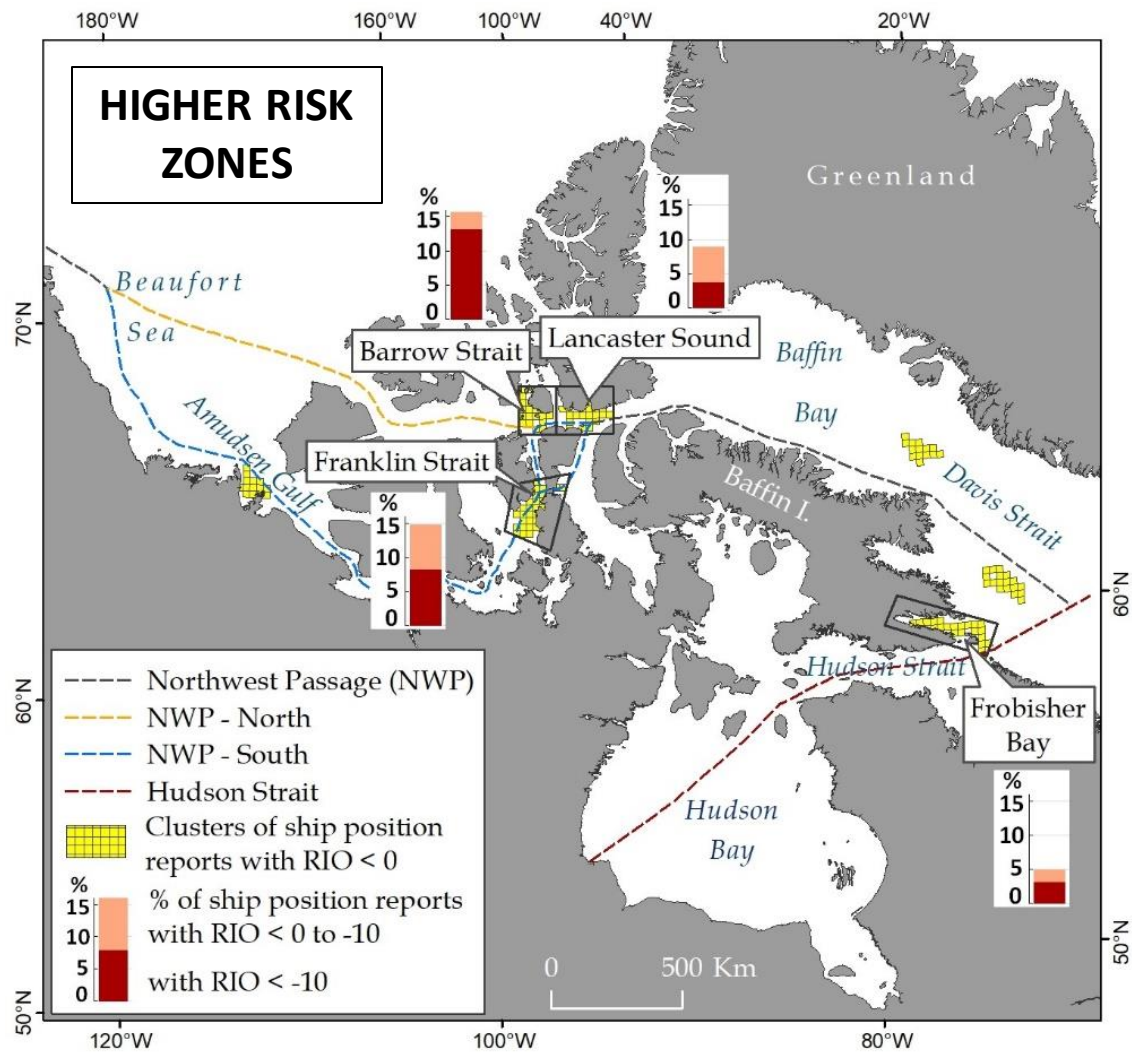 180°W
160°W
100°W
40°W
20°W
HIGHER RISK
ZONES
Greenland
%
15
10
5
0
%
15
10
5
0
Beaufort
Sea
70°N
Barrow Strait
Lancaster Sound
Baffin
Bay
Amudsen Gulf
Franklin Strait
Baffin I.
Davis Strait
%
15
10
5
0
60°N
Hudson Strait
Frobisher
Bay
60°N
Northwest Passage (NWP)
NWP - North
NWP - South
Hudson Strait
Clusters of ship position
reports with RIO < 0
%
15
10
5
0
% of ship position reports
with RIO < 0 to -10
with RIO < -10
Hudson
Bay
%
15
10
5
0
0 500 Km
50°N
50°N
120°W
100°W
80°W